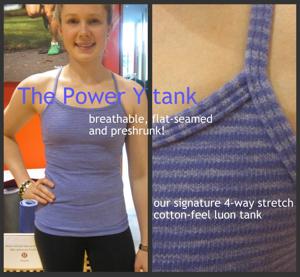 The Power Y tank
breathable, flat-seamed
and preshrunk!
our signature 4-way stretch
cotton-feel luon tank